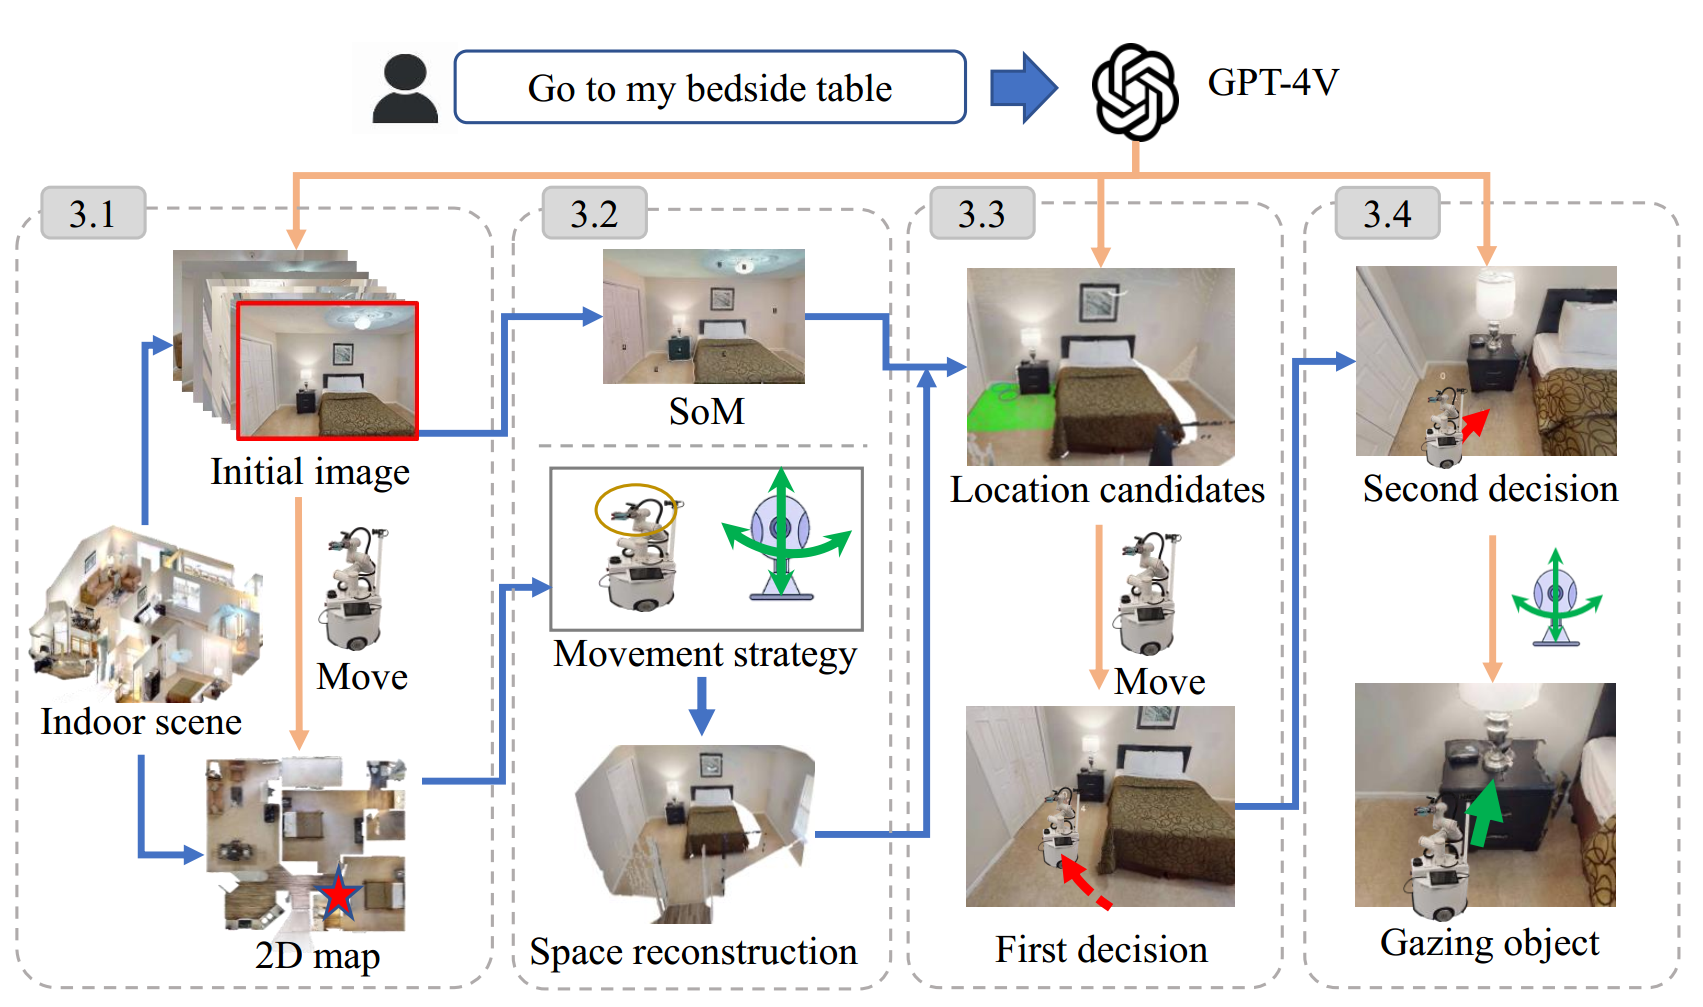 Go to my bedside table
GPT-4V
3.1
Initial image
Move
Indoor scene
2D map
3.2
SoM
Movement strategy
Space reconstruction
3.3
Location candidates
Move
First decision
3.4
Second decision
Gazing object